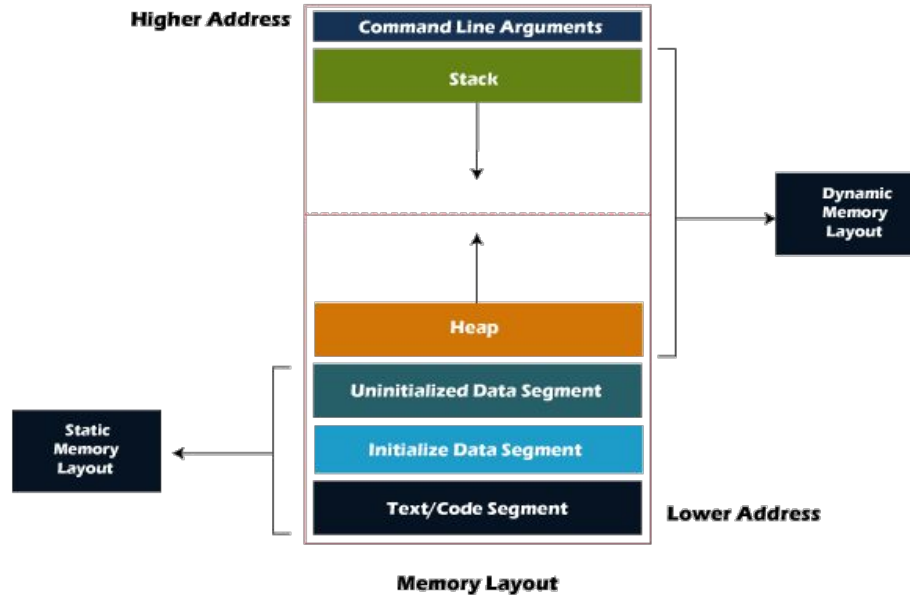 Higher Address
Command Line Arguments
Stack
Dynamic
Memory
Layout
Heap
Uninitialized Data Segment
Static
Memory
Layout
Initialize Data Segment
Text/Code Segment
Lower Address
Memory Layout